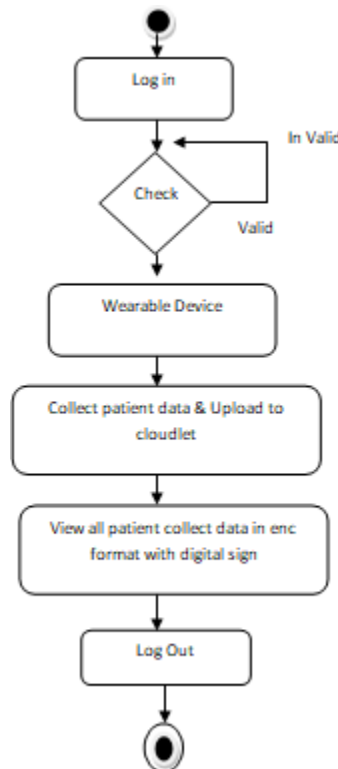 Log in
In Valid
Check
Valid
Wearable Device
Collect patient data & Upload to
cloudlet
View all patient collect data in enc
format with digital sign
Log Out